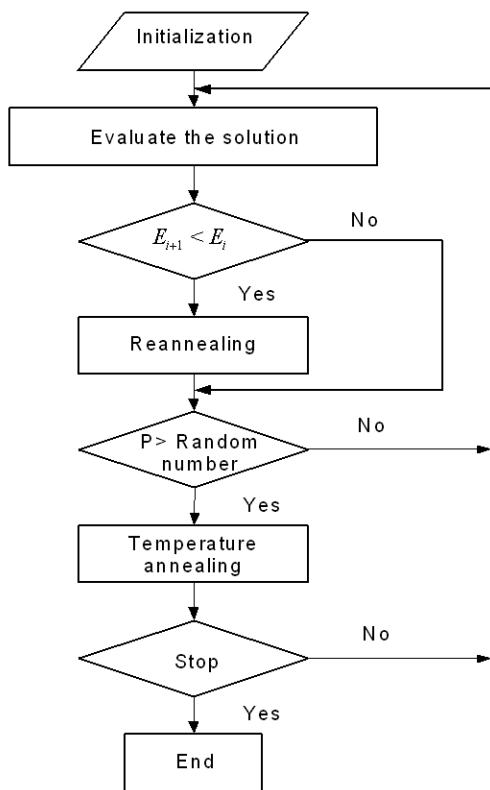 Initialization
Evaluate the solution
E_{i+1} < E_i
No
Yes
Reannealing
P> Random
number
No
Yes
Temperature
annealing
Stop
No
Yes
End